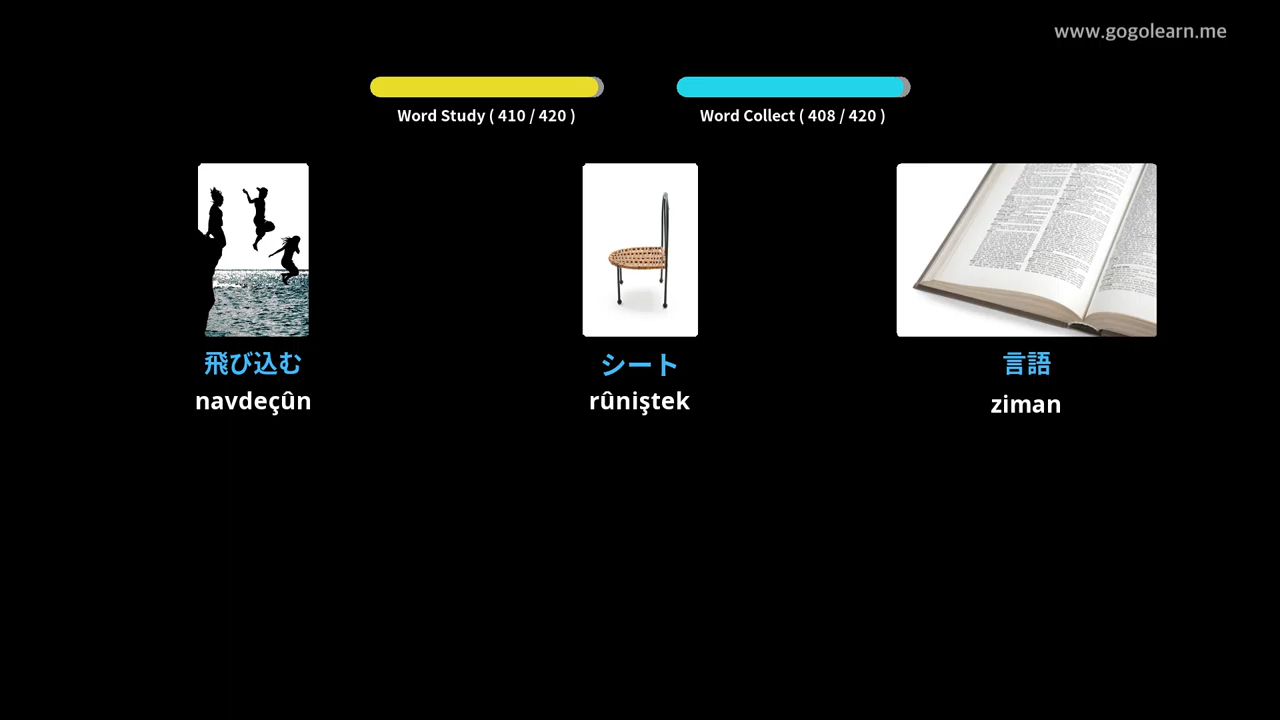 www.gogolearn.me
Word Study ( 410 / 420 )
Word Collect ( 408 / 420 )
飛び込む
navdeçûn
シート
rûniştek
言語
ziman